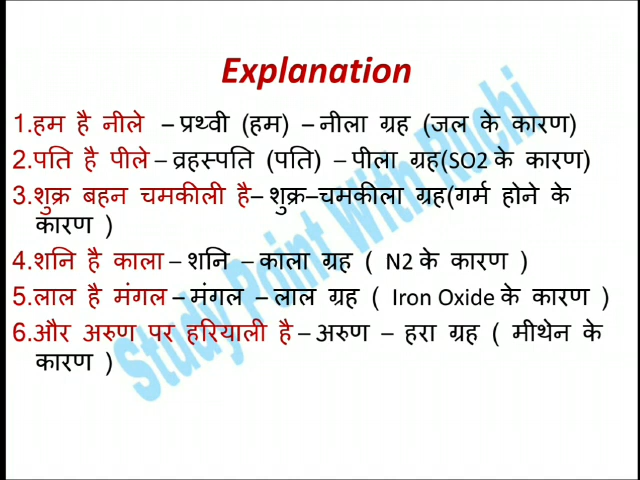 Explanation
1.हम है नीले – प्रथ्वी (हम) – नीला ग्रह (जल के कारण)
2.पति है पीले – व्रहस्पति (पति) – पीला ग्रह(SO2 के कारण)
3.शुक्र बहन चमकीली है– शुक्र–चमकीला ग्रह(गर्म होने के
कारण )
4.शनि है काला – शनि – काला ग्रह ( N2 के कारण )
5.लाल है मंगल – मंगल – लाल ग्रह ( Iron Oxide के कारण )
6.और अरुण पर हरियाली है – अरुण – हरा ग्रह ( मीथेन के
कारण )
Study Point With Ruchi